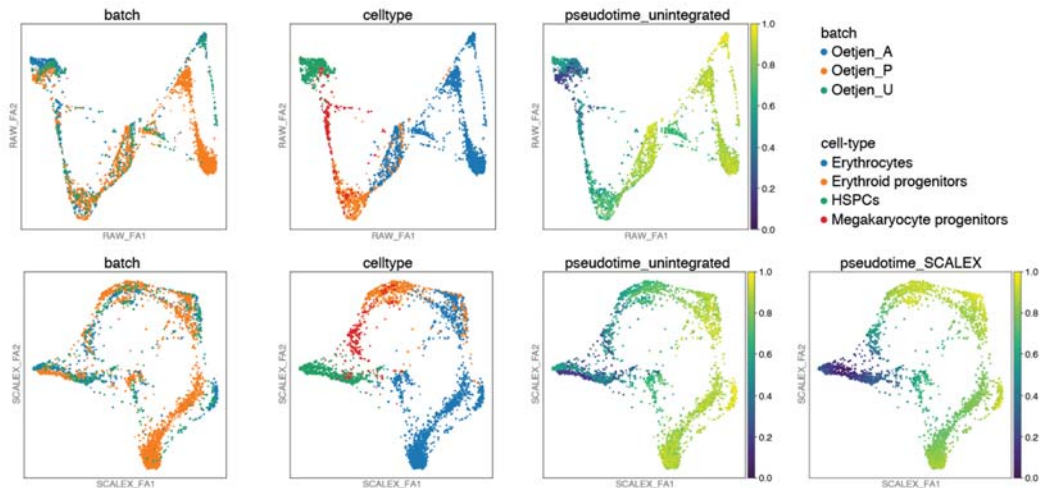 batch
celltype
pseudotime_unintegrated
RAW_FA2
RAW_FA1
RAW_FA2
RAW_FA1
RAW_FA2
RAW_FA1
1.0
0.8
0.6
0.4
0.2
0.0
batch
Oetjen_A
Oetjen_P
Oetjen_U
cell-type
Erythrocytes
Erythroid progenitors
HSPCs
Megakaryocyte progenitors
batch
celltype
pseudotime_unintegrated
pseudotime_SCALEX
SCALEX_FA2
SCALEX_FA1
SCALEX_FA2
SCALEX_FA1
SCALEX_FA2
SCALEX_FA1
1.0
0.8
0.6
0.4
0.2
0.0
SCALEX_FA2
SCALEX_FA1
1.0
0.8
0.6
0.4
0.2
0.0